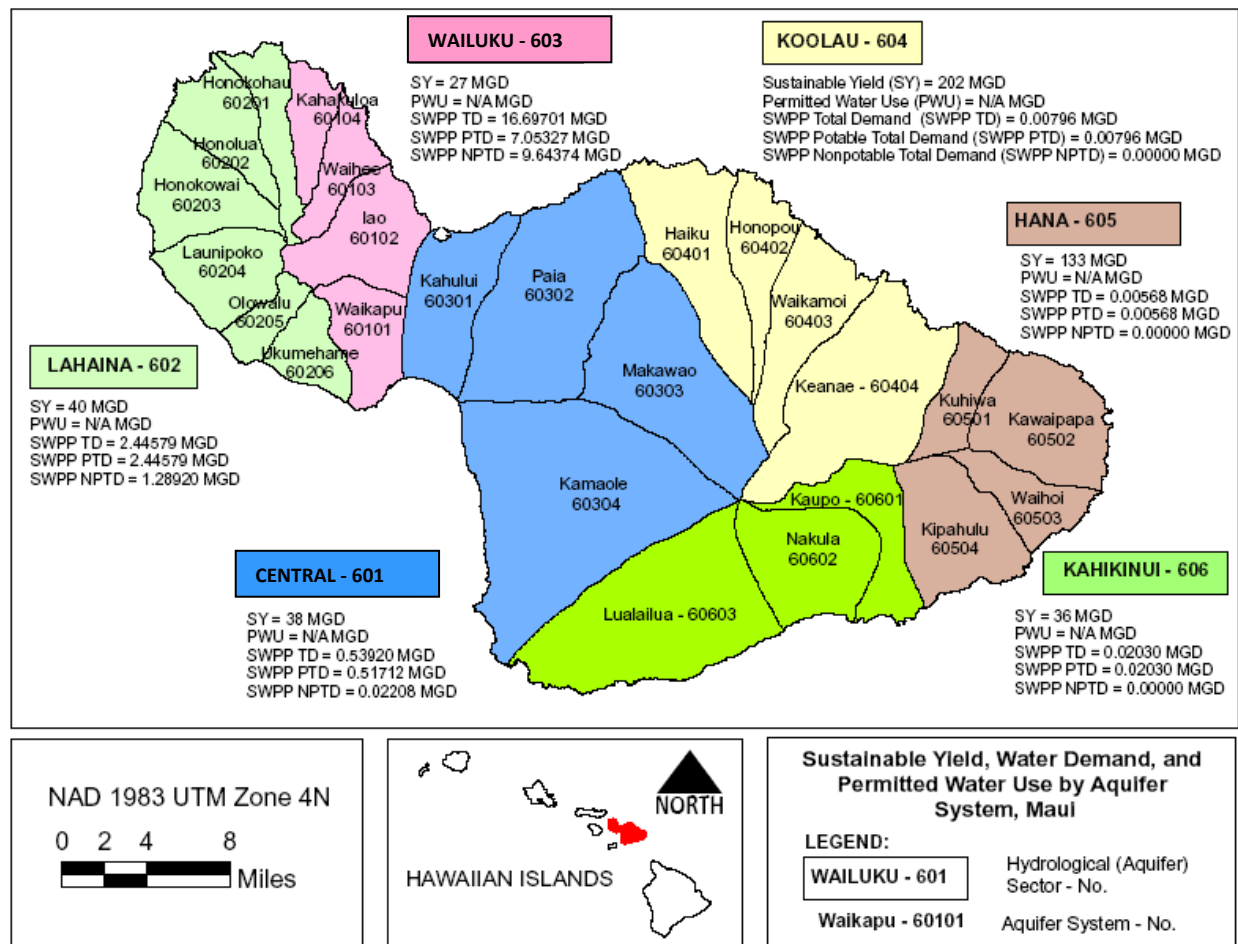 WAILUKU - 603
SY = 27 MGD
PWU = N/A MGD
SWPP TD = 16.69701 MGD
SWPP PTD = 7.05327 MGD
SWPP NPTD = 9.64374 MGD
KOOLAU - 604
Sustainable Yield (SY) = 202 MGD
Permitted Water Use (PWU) = N/A MGD
SWPP Total Demand (SWPP TD) = 0.00796 MGD
SWPP Potable Total Demand (SWPP PTD) = 0.00796 MGD
SWPP Nonpotable Total Demand (SWPP NPTD) = 0.00000 MGD
HANA - 605
SY = 133 MGD
PWU = N/A MGD
SWPP TD = 0.00568 MGD
SWPP PTD = 0.00568 MGD
SWPP NPTD = 0.00000 MGD
Honokohau
60201
Kahakuloa
60104
Honolua
60202
Waihee
60103
Honokowai
60203
Iao
60102
Launipoko
60204
Olowalu
60205
Waikapu
60101
Ukumehame
60206
Kahului
60301
Paia
60302
Makawao
60303
Kamaole
60304
Haiku
60401
Honopou
60402
Waikamoi
60403
Keanae - 60404
Kuhiwa
60501
Kawaipapa
60502
Waihoi
60503
Kipahulu
60504
Kaupo - 60601
Nakula
60602
Lualailua - 60603
LAHAINA - 602
SY = 40 MGD
PWU = N/A MGD
SWPP TD = 2.44579 MGD
SWPP PTD = 2.44579 MGD
SWPP NPTD = 1.28920 MGD
CENTRAL - 601
SY = 38 MGD
PWU = N/A MGD
SWPP TD = 0.53920 MGD
SWPP PTD = 0.51712 MGD
SWPP NPTD = 0.02208 MGD
KAHIKINUI - 606
SY = 36 MGD
PWU = N/A MGD
SWPP TD = 0.02030 MGD
SWPP PTD = 0.02030 MGD
SWPP NPTD = 0.00000 MGD
NAD 1983 UTM Zone 4N
0 2 4 8
Miles
NORTH
HAWAIIAN ISLANDS
Sustainable Yield, Water Demand, and
Permitted Water Use by Aquifer
System, Maui
LEGEND:
WAILUKU - 601
Hydrological (Aquifer)
Sector - No.
Waikapu - 60101
Aquifer System - No.